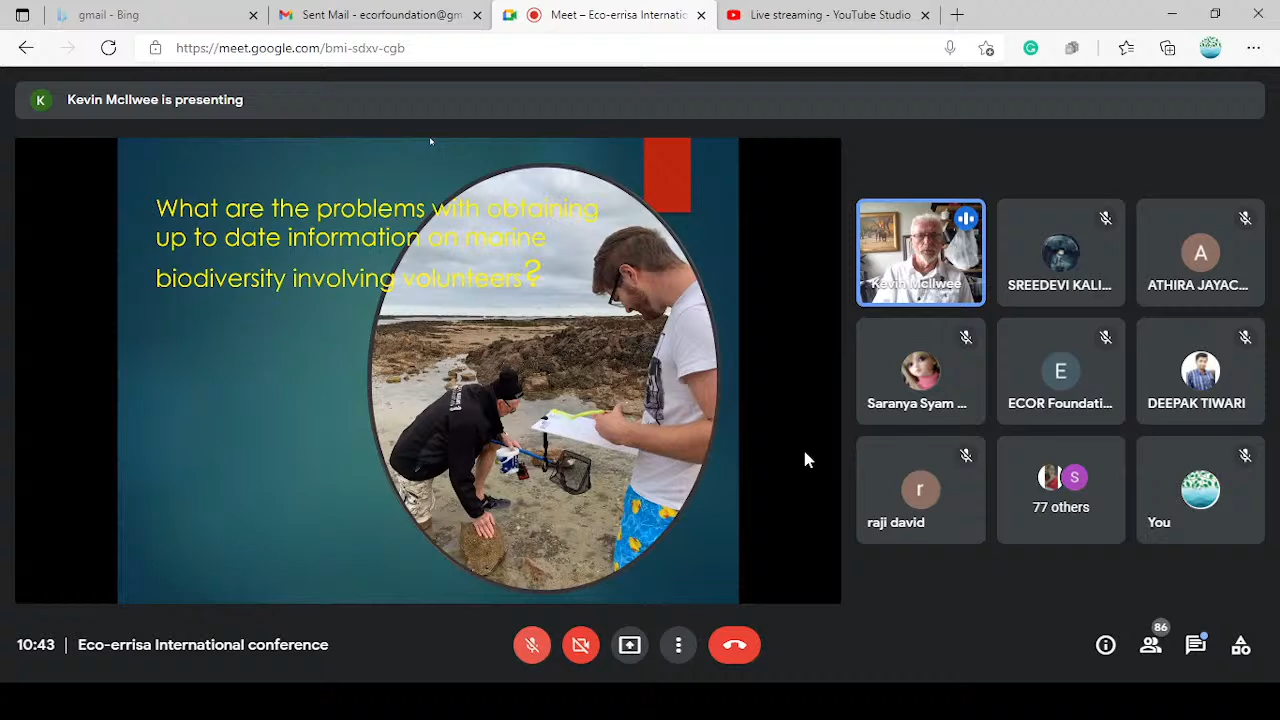 gmail - Bing
Sent Mail - ecorfoundation@gm
Meet – Eco-errisa Internatio
Live streaming - YouTube Studio
https://meet.google.com/bmi-sdxv-cgb
K
Kevin McIlwee is presenting
What are the problems with obtaining
up to date information on marine
biodiversity involving volunteers?
Kevin McIlwee
SREEDEVI KALI...
A
ATHIRA JAYAC...
Saranya Syam ...
E
ECOR Foundati...
DEEPAK TIWARI
r
raji david
S
77 others
You
10:43 | Eco-errisa International conference
86